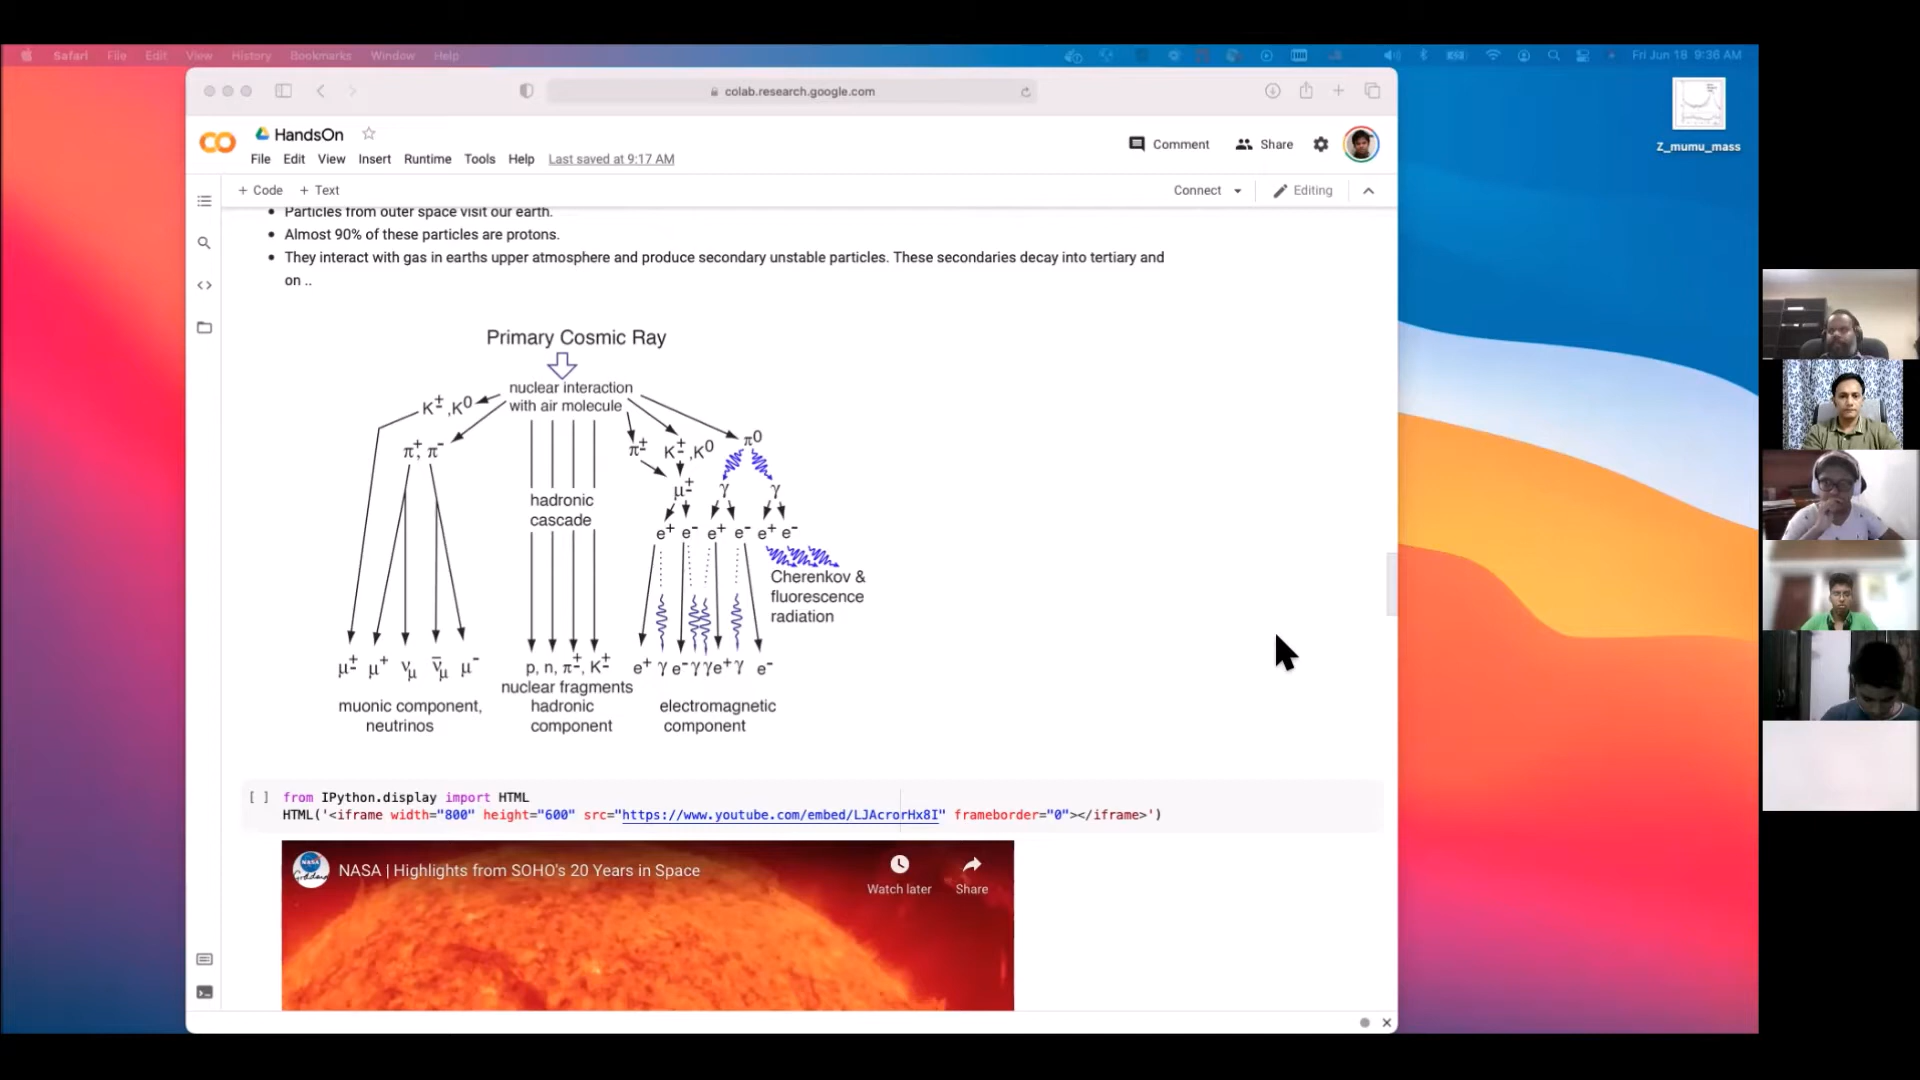 Safari File Edit View History Bookmarks Window Help
Fri Jun 18 9:36 AM
colab.research.google.com
Z_mumu_mass
HandsOn
Comment Share
File Edit View Insert Runtime Tools Help Last saved at 9:17 AM
+ Code + Text
Connect Editing
Particles from outer space visit our earth.
Almost 90% of these particles are protons.
They interact with gas in earths upper atmosphere and produce secondary unstable particles. These secondaries decay into tertiary and
on ..
Primary Cosmic Ray
nuclear interaction
with air molecule
K±,K0
π+, π-
π± K±,K0 π0
μ± γ γ
hadronic
cascade
e+ e- e+ e- e+ e-
Cherenkov &
fluorescence
radiation
μ± μ+ νμ ν̄μ μ-
p, n, π±, K±
e+ γ e- γ γ e+ γ e-
nuclear fragments
muonic component,
neutrinos
hadronic
component
electromagnetic
component
[ ] from IPython.display import HTML
HTML('<iframe width="800" height="600" src="https://www.youtube.com/embed/LJAcrorHx8I" frameborder="0"></iframe>')
NASA | Highlights from SOHO's 20 Years in Space
Watch later Share